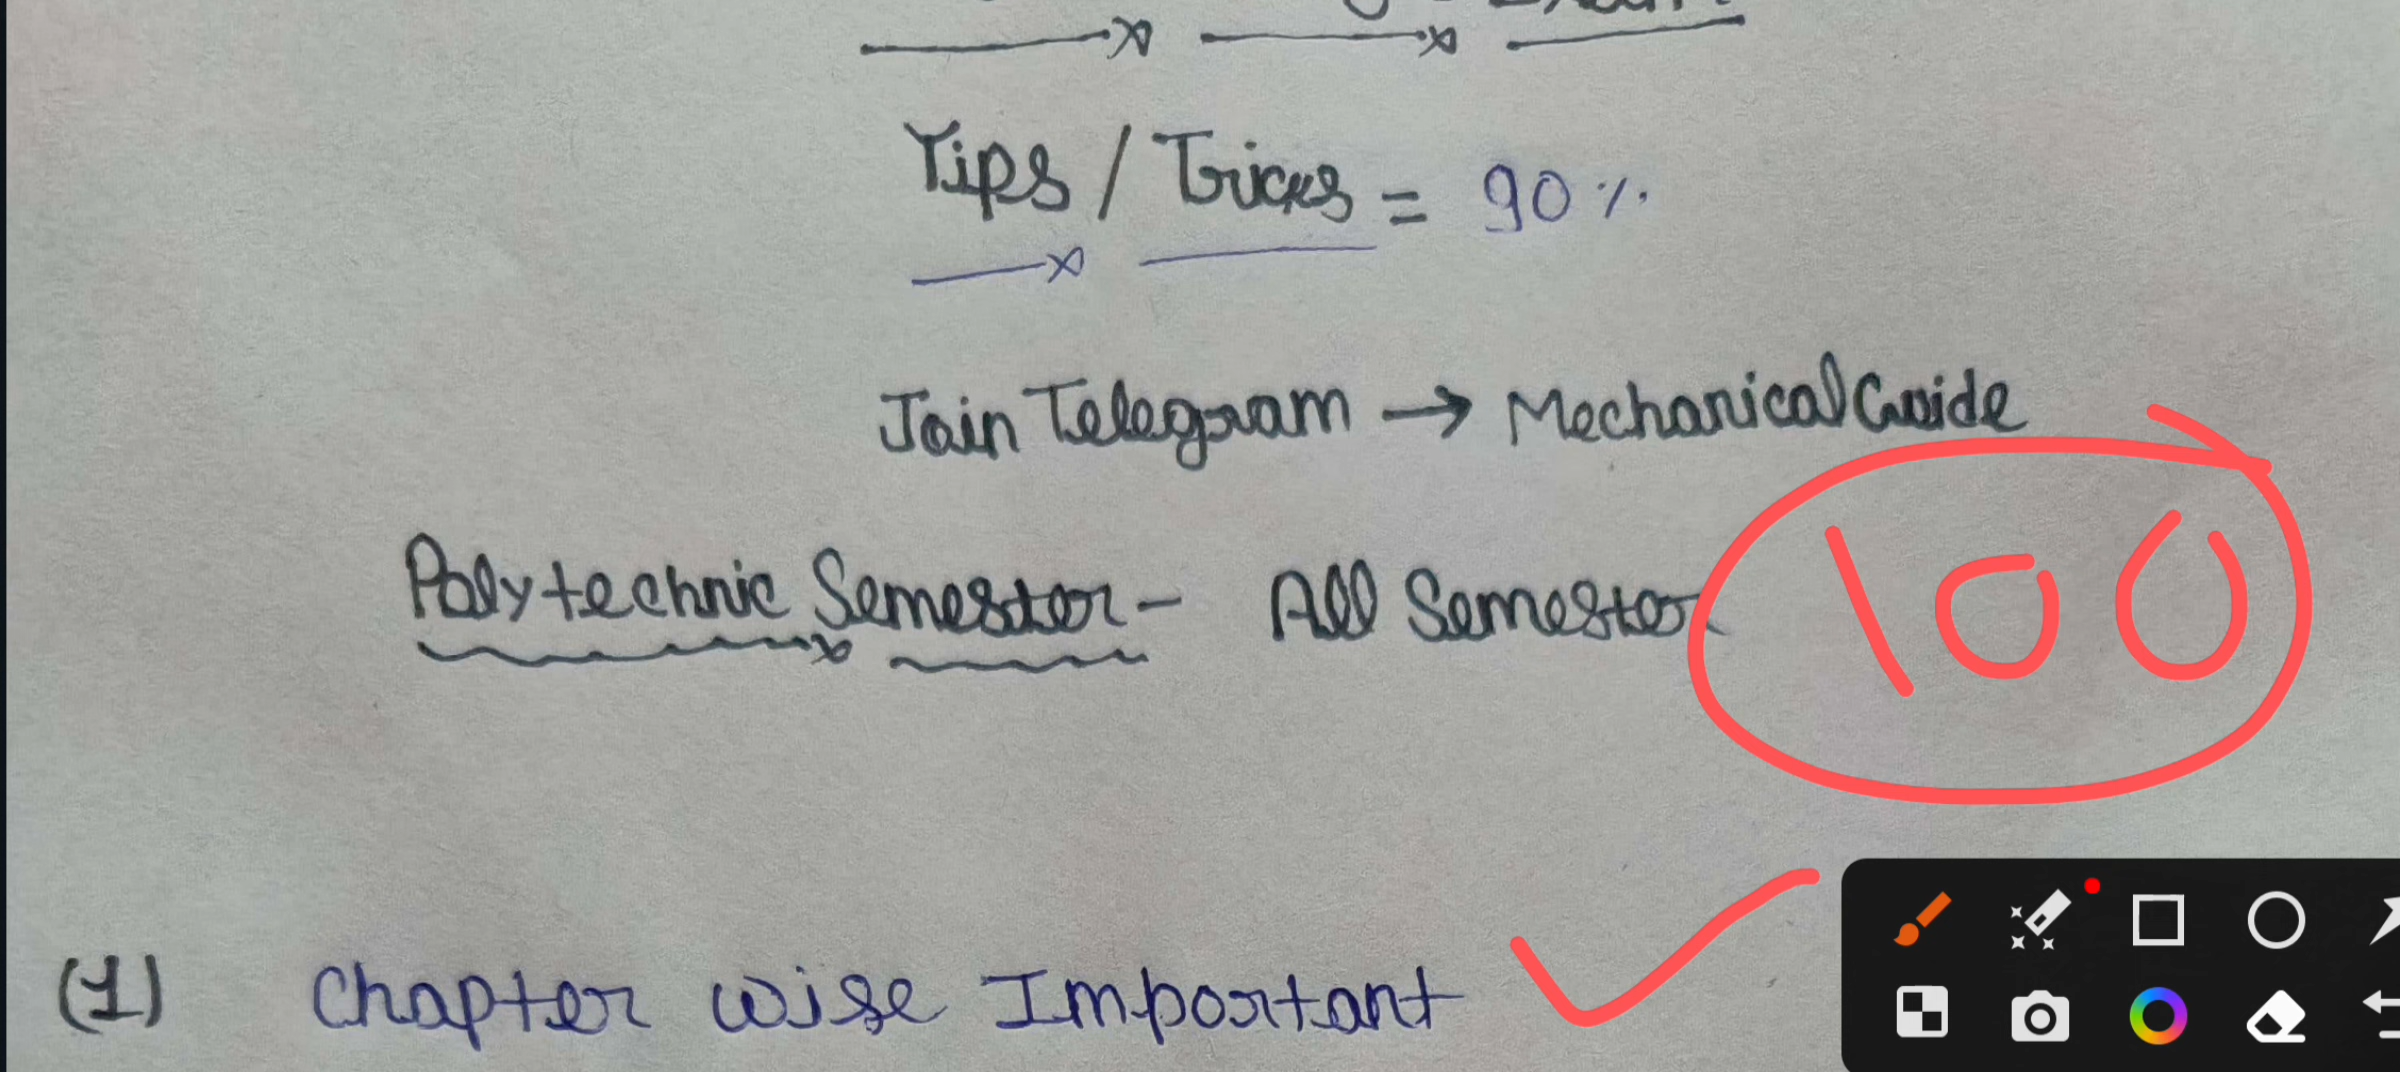 Tips / Tricks = 90 %
Join Telegram → Mechanical Guide
Polytechnic Semester - All Semester
100
(1) Chapter wise Important